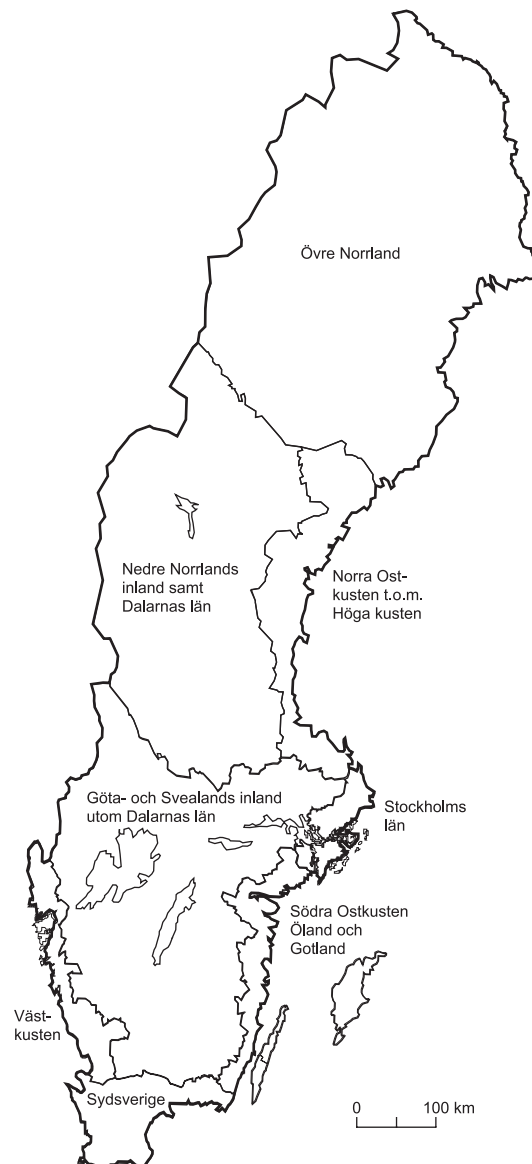 Övre Norrland
Nedre Norrlands
inland samt
Dalarnas län
Norra Ost-
kusten t.o.m.
Höga kusten
Göta- och Svealands inland
utom Dalarnas län
Stockholms
län
Södra Ostkusten
Öland och
Gotland
Väst-
kusten
Sydsverige
0 100 km